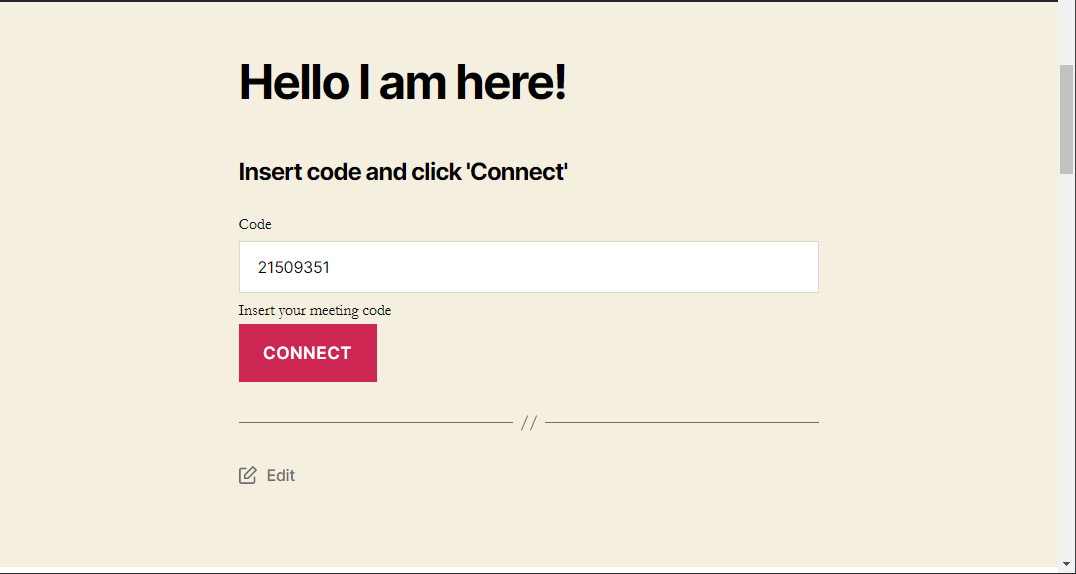 Hello I am here!
Insert code and click 'Connect'
Code
21509351
Insert your meeting code
CONNECT
//
Edit